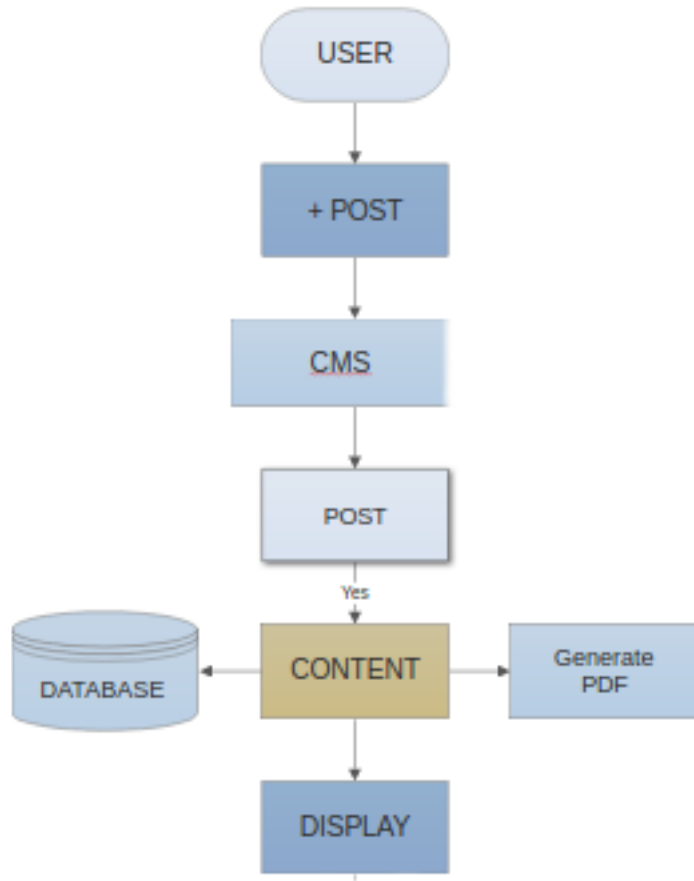 USER
+ POST
CMS
POST
Yes
DATABASE
CONTENT
Generate
PDF
DISPLAY